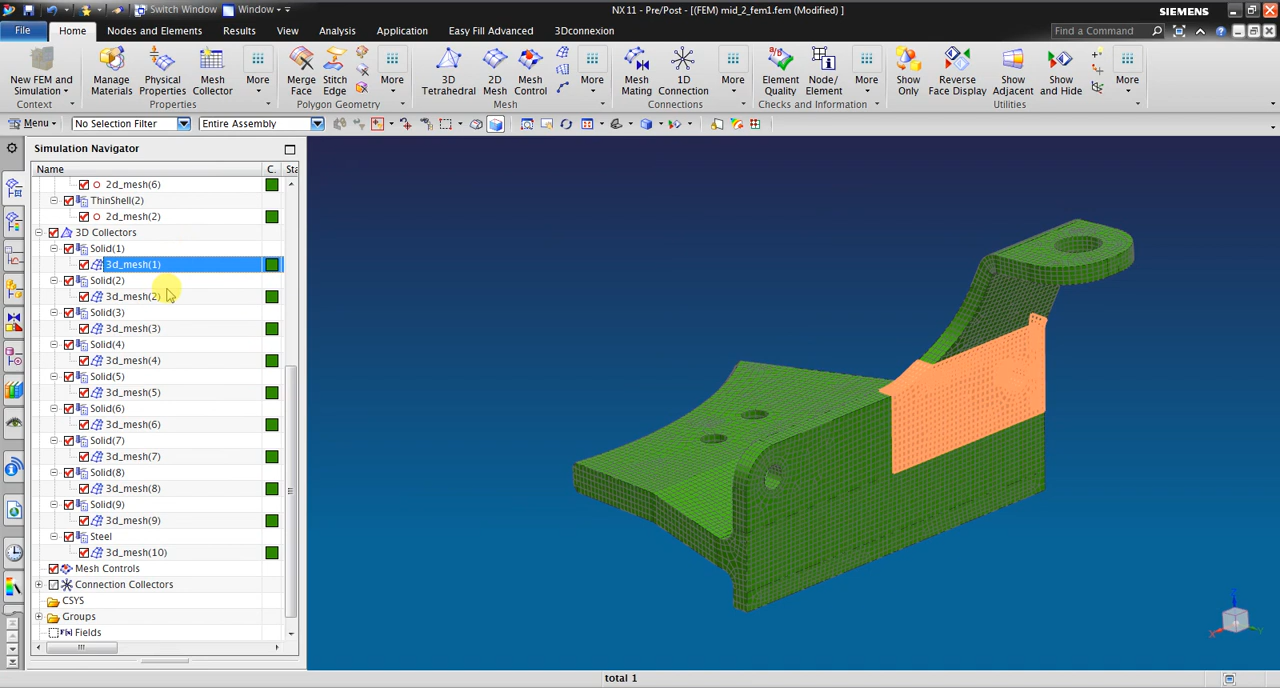 Switch Window Window NX 11 - Pre/Post - [(FEM) mid_2_fem1.fem (Modified) ] SIEMENS
File Home Nodes and Elements Results View Analysis Application Easy Fill Advanced 3Dconnexion Find a Command
New FEM and Simulation
Manage Materials
Physical Properties
Mesh Collector
More
Merge Face
Stitch Edge
More
3D Tetrahedral
2D Mesh
Mesh Control
More
Mesh Mating
1D Connection
More
Element Quality
Node/ Element
More
Show Only
Reverse Face Display
Show Adjacent
Show and Hide
More
Context Properties Polygon Geometry Mesh Connections Checks and Information Utilities
Menu No Selection Filter Entire Assembly
Simulation Navigator
Name C. Sta
2d_mesh(6)
ThinShell(2)
2d_mesh(2)
3D Collectors
Solid(1)
3d_mesh(1)
Solid(2)
3d_mesh(2)
Solid(3)
3d_mesh(3)
Solid(4)
3d_mesh(4)
Solid(5)
3d_mesh(5)
Solid(6)
3d_mesh(6)
Solid(7)
3d_mesh(7)
Solid(8)
3d_mesh(8)
Solid(9)
3d_mesh(9)
Steel
3d_mesh(10)
Mesh Controls
Connection Collectors
CSYS
Groups
Fields
total 1